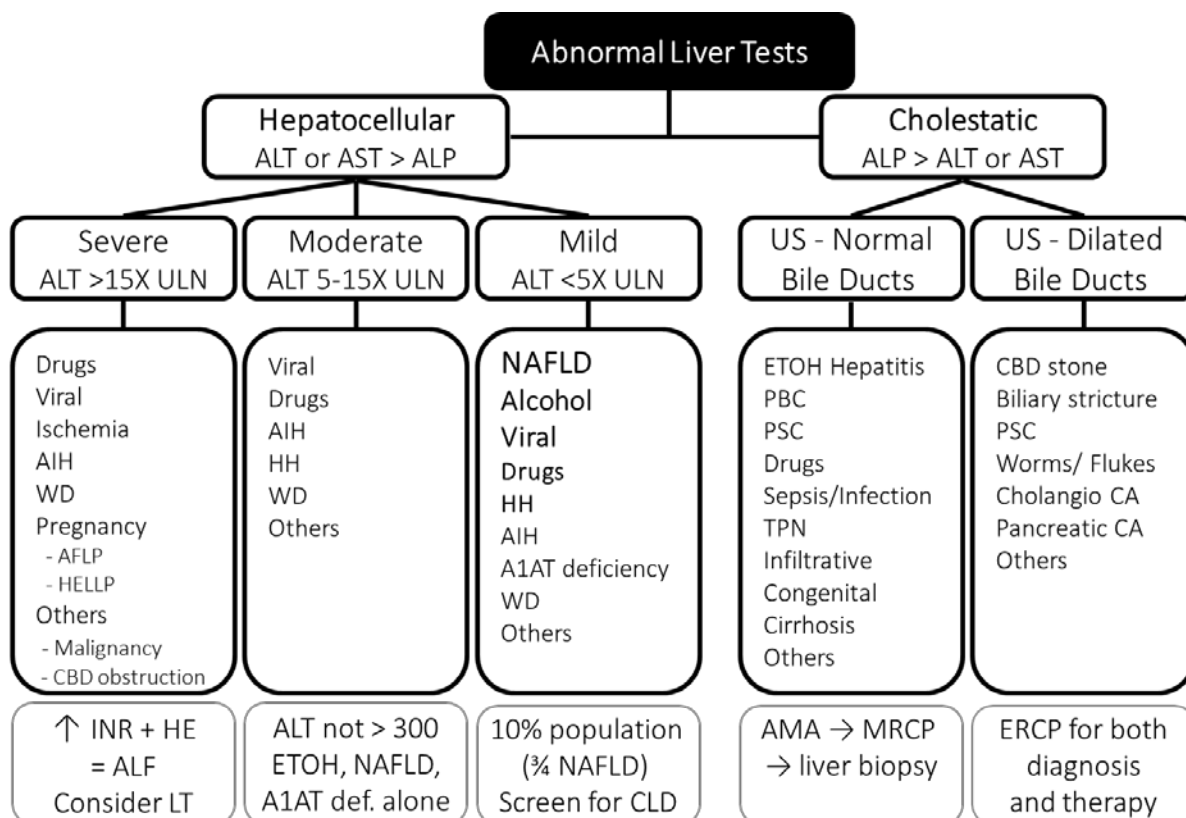 Abnormal Liver Tests
Hepatocellular
ALT or AST > ALP
Cholestatic
ALP > ALT or AST
Severe
ALT >15X ULN
Moderate
ALT 5-15X ULN
Mild
ALT <5X ULN
US - Normal
Bile Ducts
US - Dilated
Bile Ducts
Drugs
Viral
Ischemia
AIH
WD
Pregnancy
- AFLP
- HELLP
Others
- Malignancy
- CBD obstruction
Viral
Drugs
AIH
HH
WD
Others
NAFLD
Alcohol
Viral
Drugs
HH
AIH
A1AT deficiency
WD
Others
ETOH Hepatitis
PBC
PSC
Drugs
Sepsis/Infection
TPN
Infiltrative
Congenital
Cirrhosis
Others
CBD stone
Biliary stricture
PSC
Worms/ Flukes
Cholangio CA
Pancreatic CA
Others
↑ INR + HE
= ALF
Consider LT
ALT not > 300
ETOH, NAFLD,
A1AT def. alone
10% population
(¾ NAFLD)
Screen for CLD
AMA → MRCP
→ liver biopsy
ERCP for both
diagnosis
and therapy